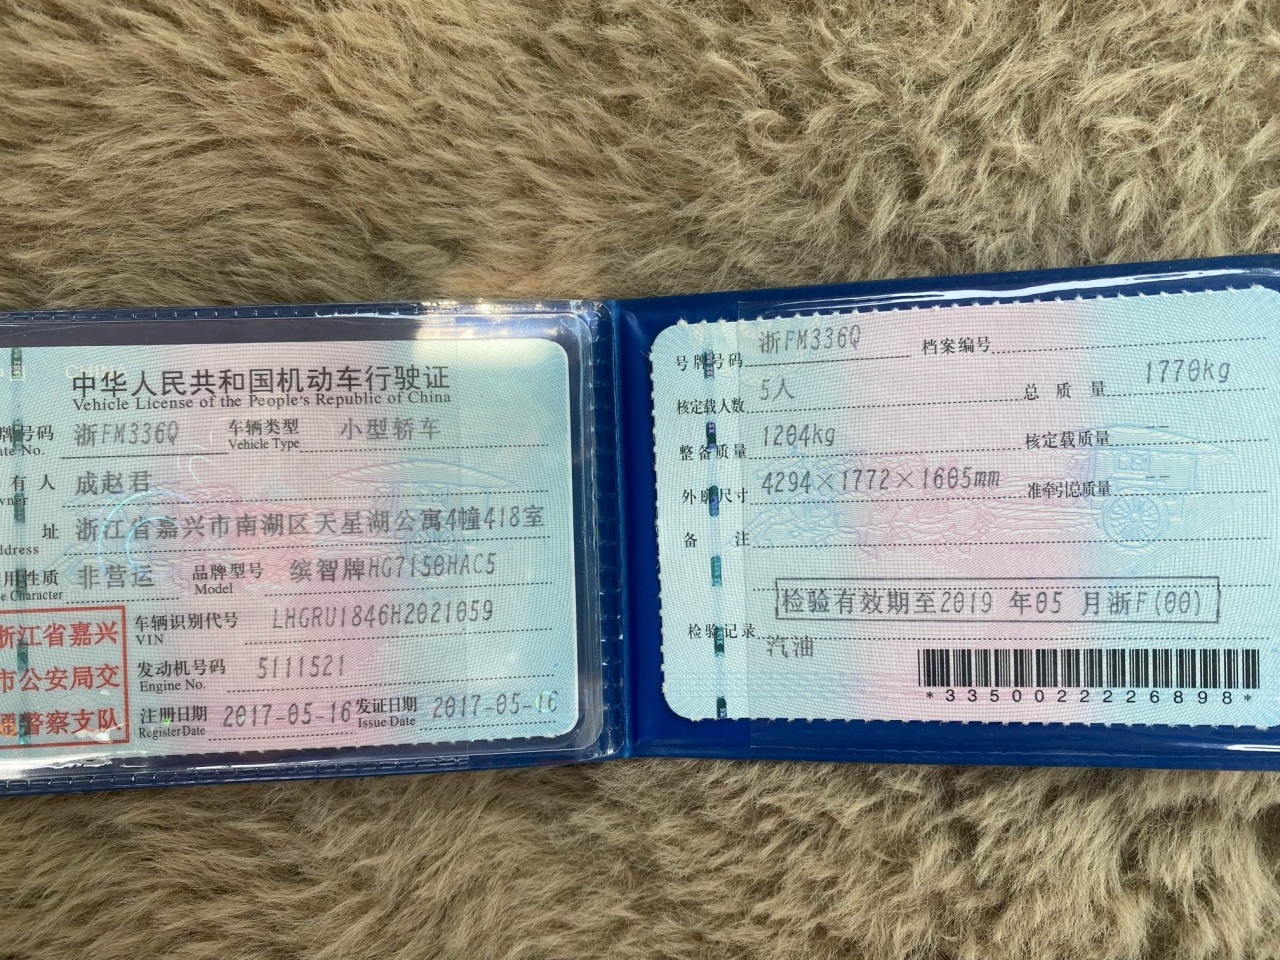 中华人民共和国机动车行驶证
Vehicle License of the People's Republic of China
牌号码 浙FM336Q 车辆类型 小型轿车
ate No. Vehicle Type
有人 成赵君
wner
址 浙江省嘉兴市南湖区天星湖公寓4幢418室
ddress
用性质 非营运 品牌型号 缤智牌HG7150HAC5
e Character Model
浙江省嘉兴
市公安局交
通警察支队
车辆识别代号 LHGRU1846H2021059
VIN
发动机号码 5111521
Engine No.
注册日期 2017-05-16 发证日期 2017-05-16
Register Date Issue Date
号牌号码 浙FM336Q 档案编号
核定载人数 5人 总质量 1770kg
整备质量 1204kg 核定载质量 --
外廓尺寸 4294×1772×1605mm 准牵引总质量 --
备注
检验有效期至2019 年05 月浙F(00)
检验记录 汽油
*3350022226898*